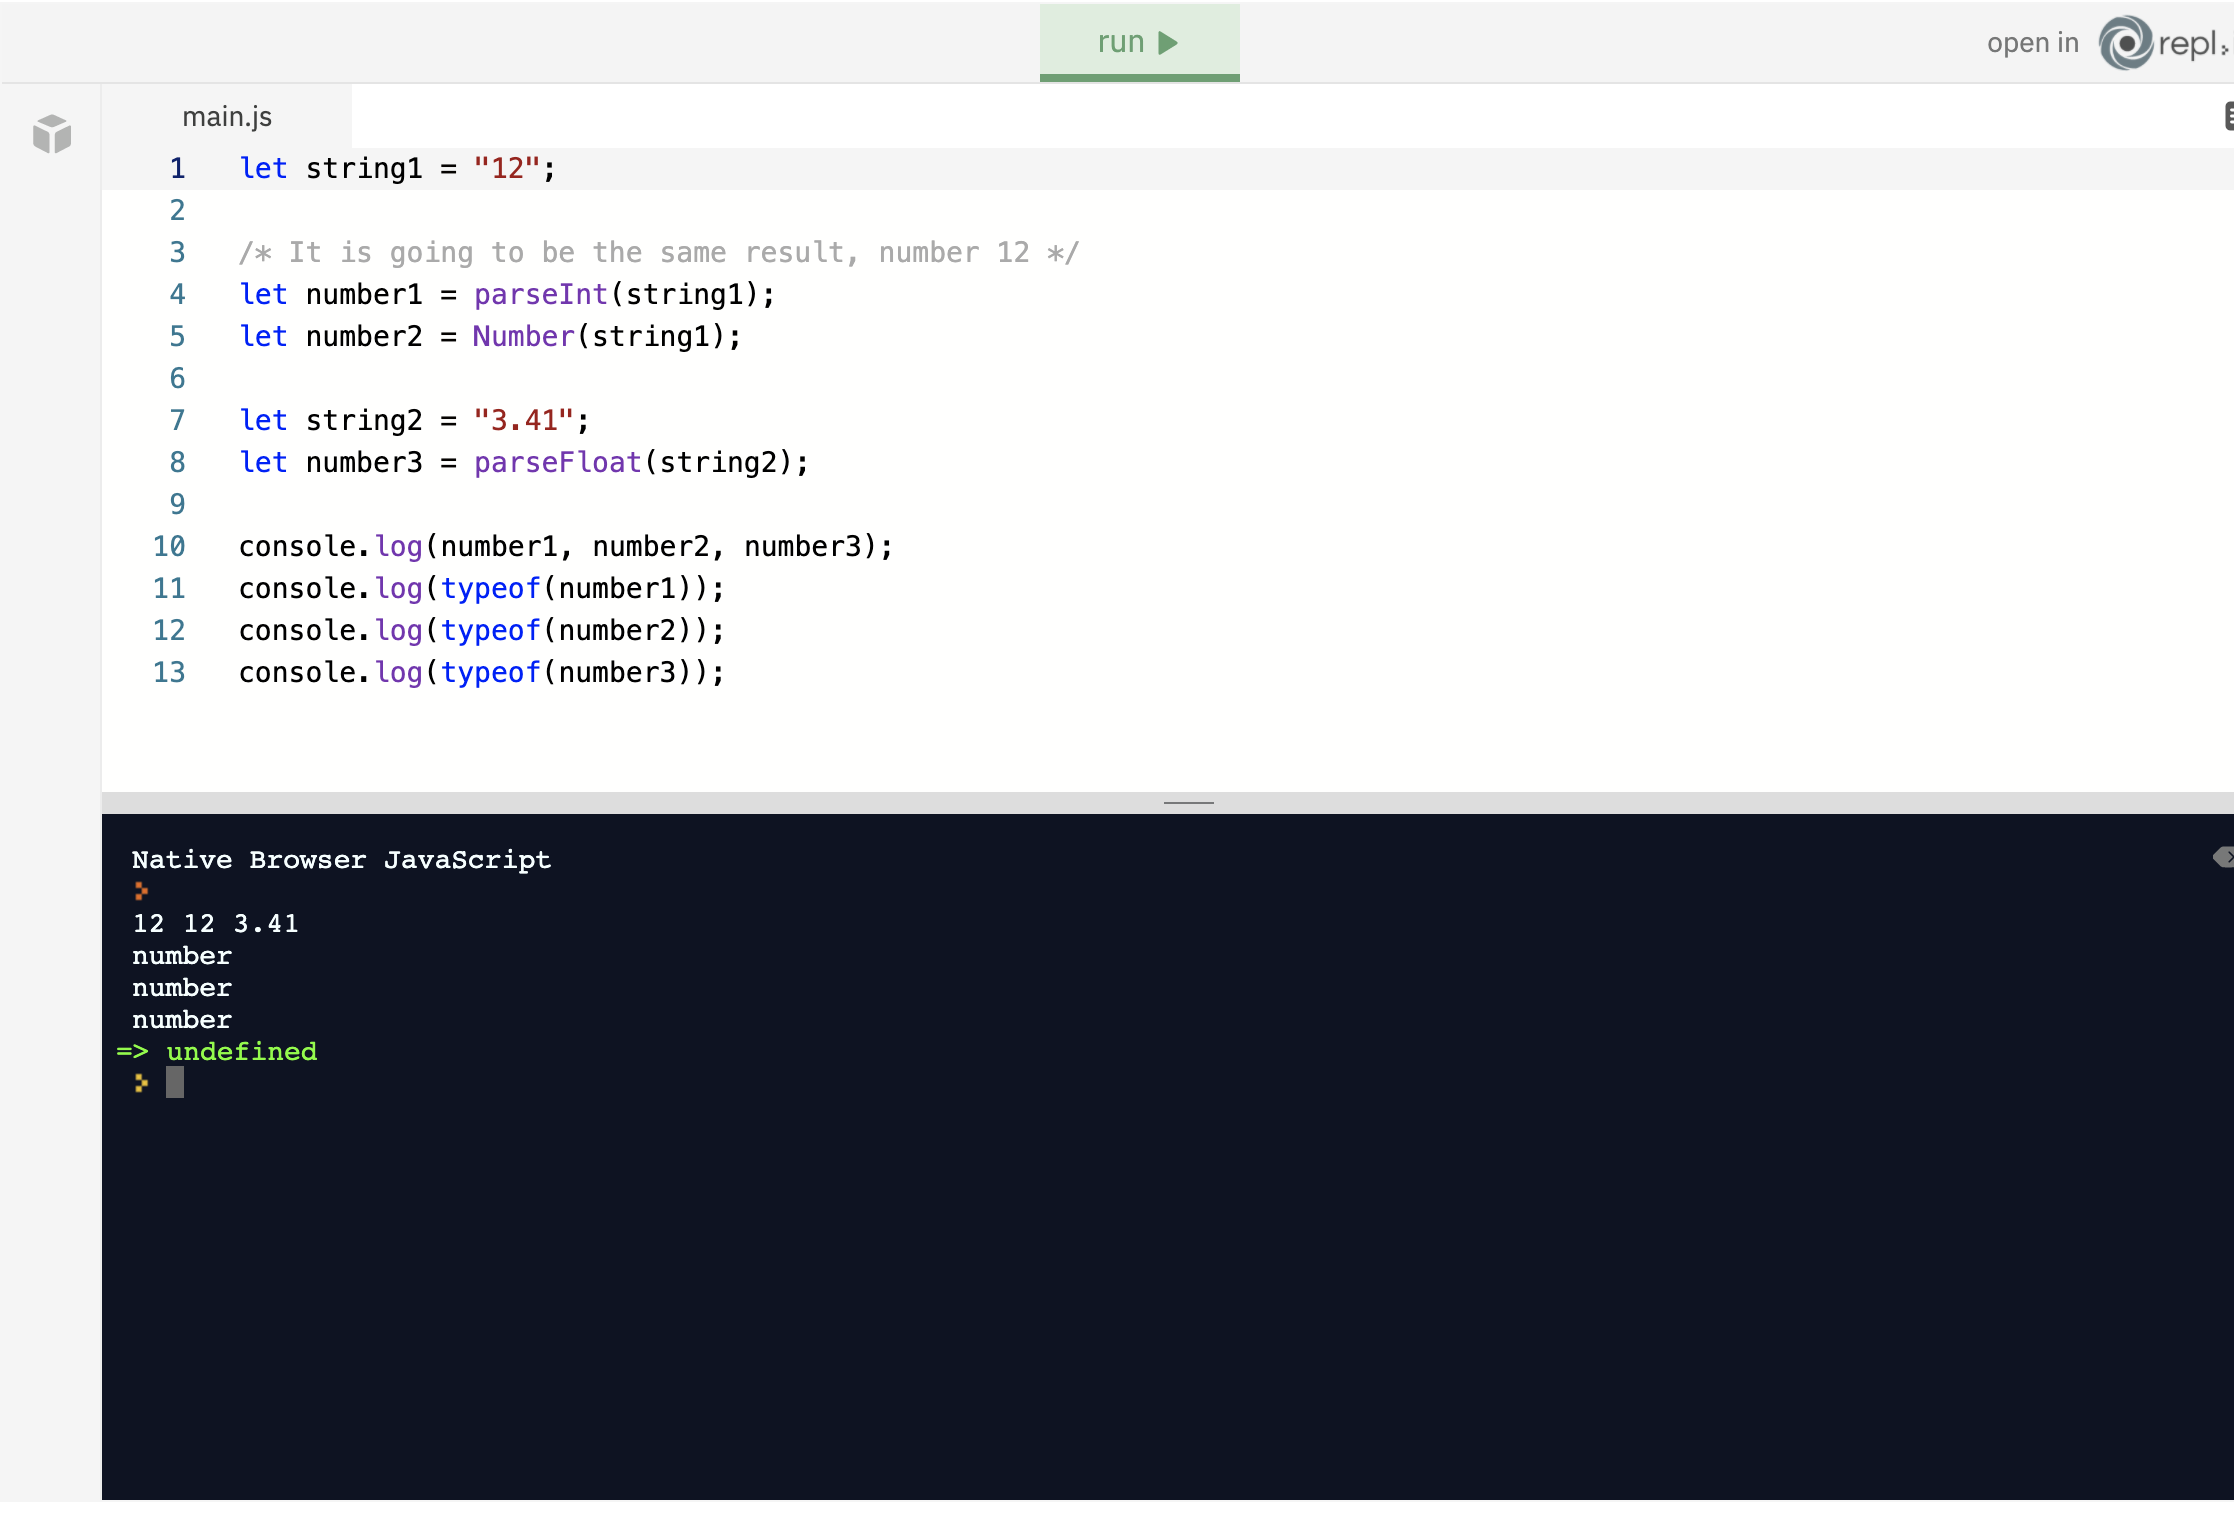 run
open in repl.
main.js
1 let string1 = "12";
2
3 /* It is going to be the same result, number 12 */
4 let number1 = parseInt(string1);
5 let number2 = Number(string1);
6
7 let string2 = "3.41";
8 let number3 = parseFloat(string2);
9
10 console.log(number1, number2, number3);
11 console.log(typeof(number1));
12 console.log(typeof(number2));
13 console.log(typeof(number3));
Native Browser JavaScript
12 12 3.41
number
number
number
=> undefined